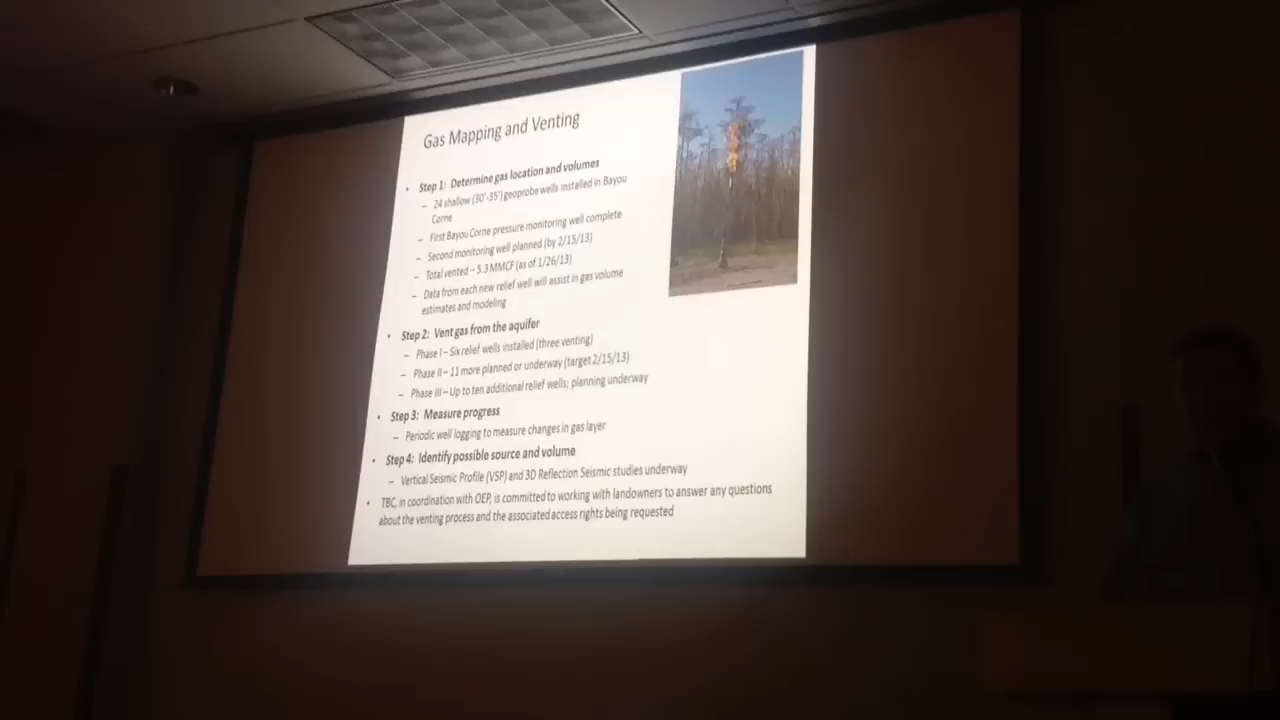 Gas Mapping and Venting
• Step 1: Determine gas location and volumes
– 24 shallow (30'-35') geoprobe wells installed in Bayou
Corne
– First Bayou Corne pressure monitoring well complete
– Second monitoring well planned (by 2/15/13)
– Total vented – 5.3 MMCF (as of 1/26/13)
– Data from each new relief well will assist in gas volume
estimates and modeling
• Step 2: Vent gas from the aquifer
– Phase I – Six relief wells installed (three venting)
– Phase II – 11 more planned or underway (target 2/15/13)
– Phase III – Up to ten additional relief wells; planning underway
• Step 3: Measure progress
– Periodic well logging to measure changes in gas layer
• Step 4: Identify possible source and volume
– Vertical Seismic Profile (VSP) and 3D Reflection Seismic studies underway
• TBC, in coordination with OEP, is committed to working with landowners to answer any questions
about the venting process and the associated access rights being requested